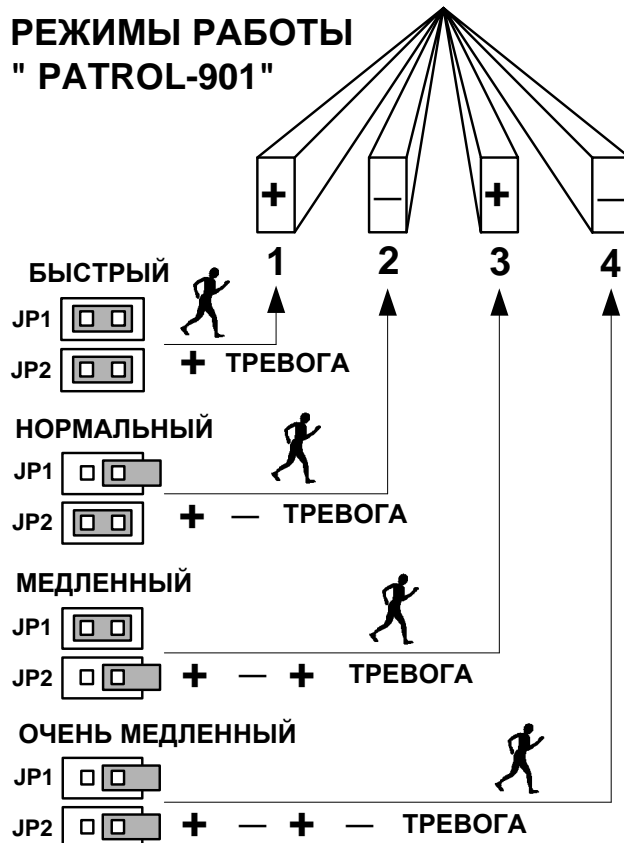 РЕЖИМЫ РАБОТЫ
" PATROL-901"
+ – + –
1 2 3 4
БЫСТРЫЙ
JP1
JP2 + ТРЕВОГА
НОРМАЛЬНЫЙ
JP1
JP2 + – ТРЕВОГА
МЕДЛЕННЫЙ
JP1
JP2 + – + ТРЕВОГА
ОЧЕНЬ МЕДЛЕННЫЙ
JP1
JP2 + – + – ТРЕВОГА